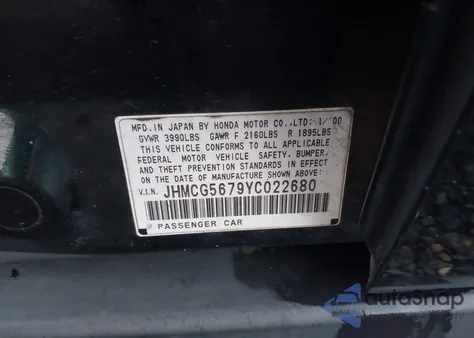 MFD.IN JAPAN BY HONDA MOTOR CO.,LTD; 1/'00
GVWR 3990LBS GAWR F 2160LBS R 1895LBS
THIS VEHICLE CONFORMS TO ALL APPLICABLE
FEDERAL MOTOR VEHICLE SAFETY, BUMPER,
AND THEFT PREVENTION STANDARDS IN EFFECT
ON THE DATE OF MANUFACTURE SHOWN ABOVE.
V.I.N. JHMCG5679YC022680
PASSENGER CAR
autoSnap